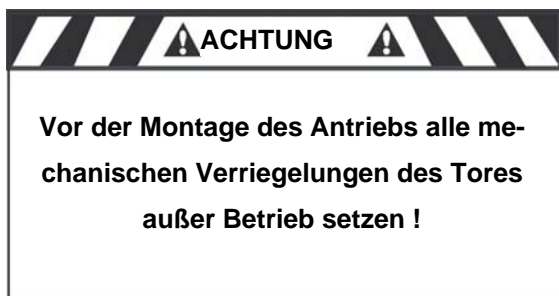 ACHTUNG
Vor der Montage des Antriebs alle me-
chanischen Verriegelungen des Tores
außer Betrieb setzen !